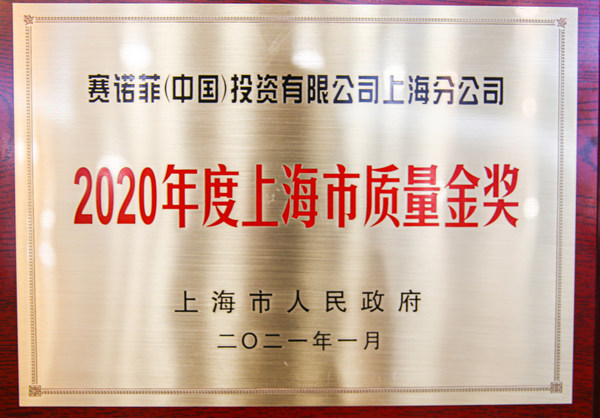 赛诺菲(中国)投资有限公司上海分公司
2020年度上海市质量金奖
上海市人民政府
二〇二一年一月